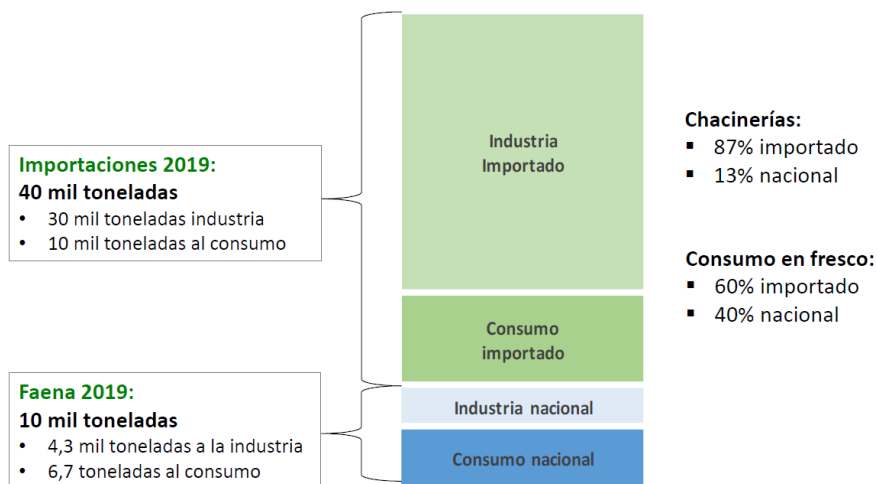 Importaciones 2019:
40 mil toneladas
• 30 mil toneladas industria
• 10 mil toneladas al consumo
Faena 2019:
10 mil toneladas
• 4,3 mil toneladas a la industria
• 6,7 toneladas al consumo
Industria
Importado
Consumo
importado
Industria nacional
Consumo nacional
Chacinerías:
▪ 87% importado
▪ 13% nacional
Consumo en fresco:
▪ 60% importado
▪ 40% nacional